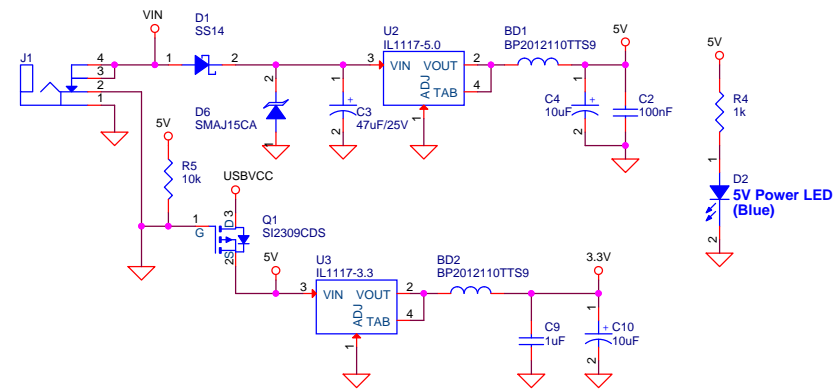 VIN
D1
SS14
J1
4
3
2
1
1
2
U2
IL1117-5.0
3
VIN
VOUT
ADJ
TAB
2
4
1
BD1
BP2012110TTS9
5V
2
D6
SMAJ15CA
1
1
+
C3
47uF/25V
2
1
+
C4
10uF
2
C2
100nF
5V
R4
1k
1
D2
5V Power LED
(Blue)
2
5V
R5
10k
USBVCC
1
G
D
3
2
S
Q1
SI2309CDS
5V
U3
IL1117-3.3
3
VIN
VOUT
ADJ
TAB
2
4
1
BD2
BP2012110TTS9
3.3V
C9
1uF
1
+
C10
10uF
2